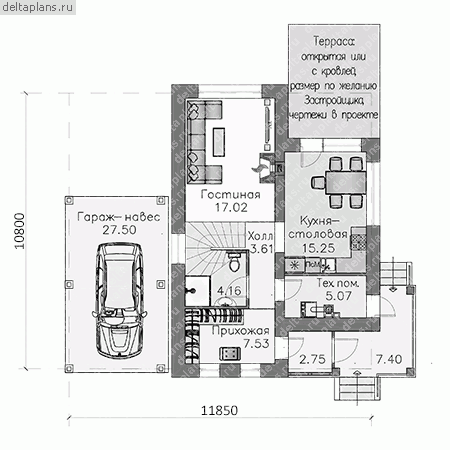 deltaplans.ru
Терраса:
открытая или
с кровлей,
размер по желанию
Застройщика,
чертежи в проекте
Гостиная
17.02
Гараж-навес
27.50
Холл
3.61
Кухня-
столовая
15.25
пм
4.16
Тех.пом.
5.07
Прихожая
7.53
2.75
7.40
10800
11850